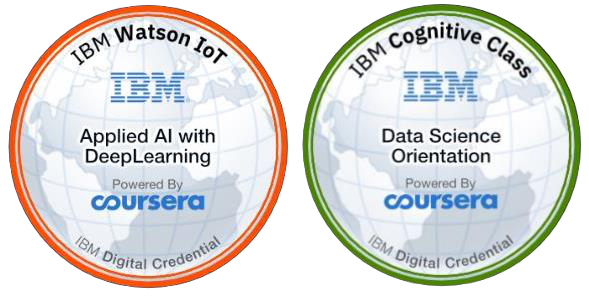 IBM Watson IoT
IBM
Applied AI with
DeepLearning
Powered By
coursera
IBM Digital Credential
IBM Cognitive Class
IBM
Data Science
Orientation
Powered By
coursera
IBM Digital Credential